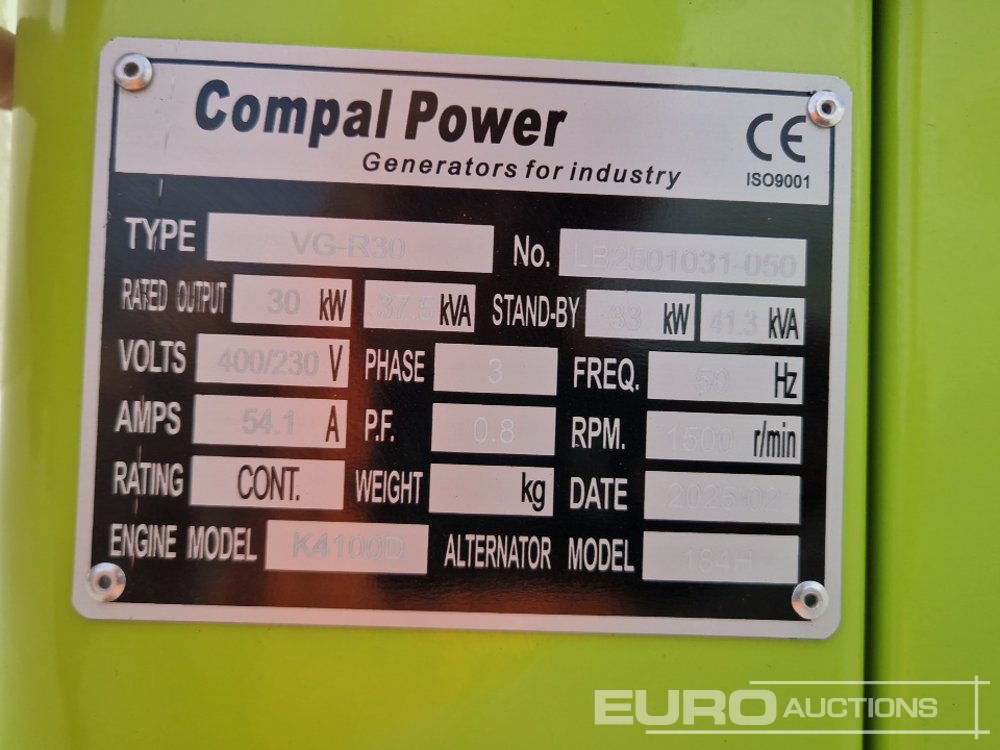 Compal Power
Generators for industry
CE
ISO9001
TYPE VG-R30 No. LB2501031-050
RATED OUTPUT 30 kW 37.5 kVA STAND-BY 33 kW 41.3 kVA
VOLTS 400/230 V PHASE 3 FREQ. 50 Hz
AMPS 54.1 A P.F. 0.8 RPM. 1500 r/min
RATING CONT. WEIGHT kg DATE 2025-02
ENGINE MODEL K4100D ALTERNATOR MODEL 184H
EURO AUCTIONS